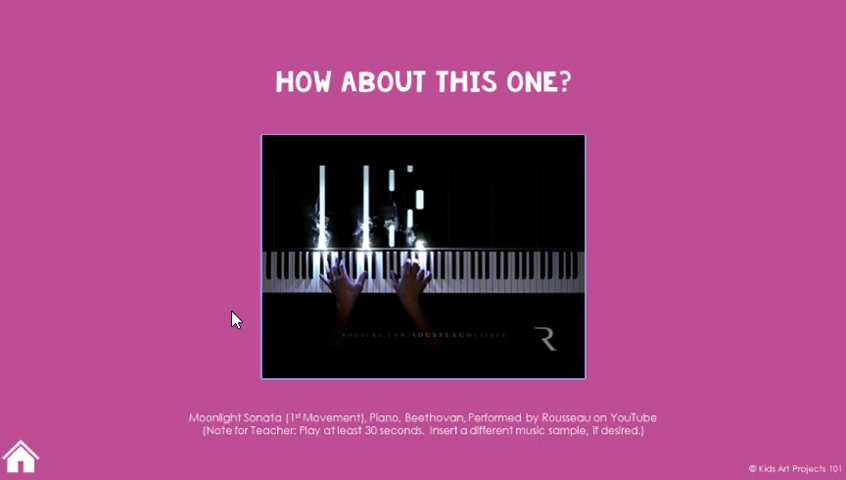 HOW ABOUT THIS ONE?
YOUTUBE.COM/ROUSSEAUMUSIQUE
R
Moonlight Sonata (1st Movement), Piano, Beethovan, Performed by Rousseau on YouTube
(Note for Teacher: Play at least 30 seconds. Insert a different music sample, if desired.)
© Kids Art Projects 101